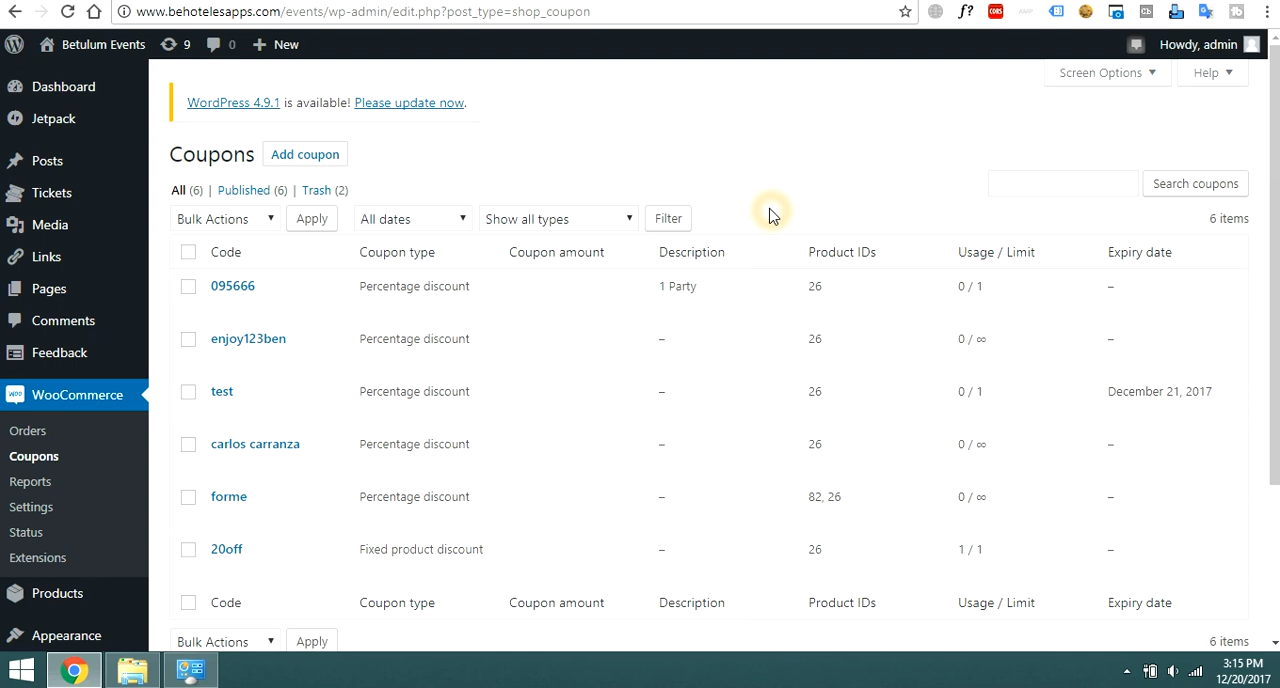 www.behotelesapps.com/events/wp-admin/edit.php?post_type=shop_coupon
Betulum Events 9 0 New Howdy, admin
Dashboard
Jetpack
Posts
Tickets
Media
Links
Pages
Comments
Feedback
WooCommerce
Orders
Coupons
Reports
Settings
Status
Extensions
Products
Appearance
Screen Options Help
WordPress 4.9.1 is available! Please update now.
Coupons Add coupon
All (6) | Published (6) | Trash (2)
Search coupons
Bulk Actions Apply All dates Show all types Filter 6 items
Code Coupon type Coupon amount Description Product IDs Usage / Limit Expiry date
095666 Percentage discount 1 Party 26 0 / 1 –
enjoy123ben Percentage discount – 26 0 / ∞ –
test Percentage discount – 26 0 / 1 December 21, 2017
carlos carranza Percentage discount – 26 0 / ∞ –
forme Percentage discount – 82, 26 0 / ∞ –
20off Fixed product discount – 26 1 / 1 –
Code Coupon type Coupon amount Description Product IDs Usage / Limit Expiry date
Bulk Actions Apply 6 items
3:15 PM
12/20/2017